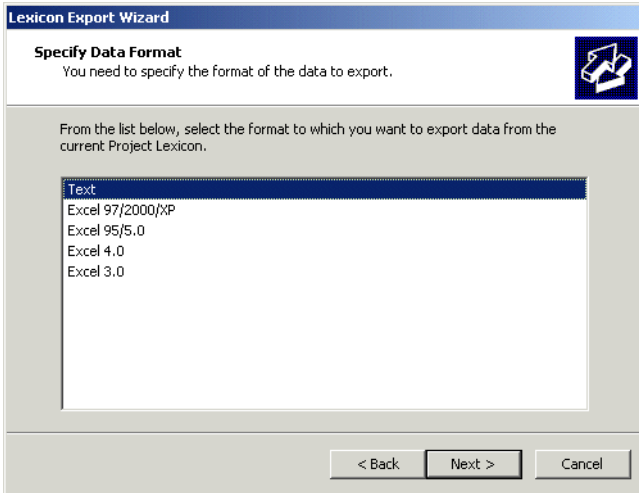 Lexicon Export Wizard
Specify Data Format
You need to specify the format of the data to export.
From the list below, select the format to which you want to export data from the
current Project Lexicon.
Text
Excel 97/2000/XP
Excel 95/5.0
Excel 4.0
Excel 3.0
< Back Next > Cancel